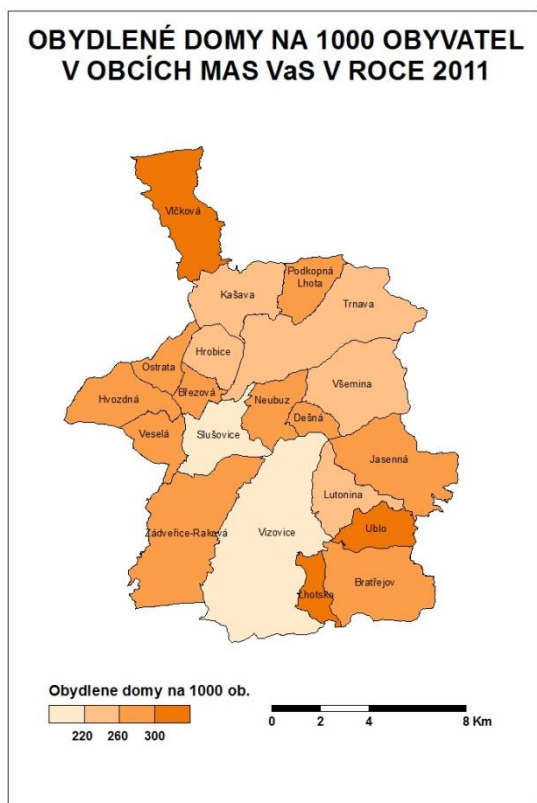 OBYDLENÉ DOMY NA 1000 OBYVATEL
V OBCÍCH MAS VaS V ROCE 2011
Vlčková
Podkopná
Lhota
Kašava
Trnava
Hrobice
Ostrata
Všemina
Březová
Neubuz
Hvozdná
Dešná
Veselá
Slušovice
Jasenná
Lutonina
Zádveřice-Raková
Vizovice
Ublo
Bratřejov
Lhotsko
Obydlene domy na 1000 ob.
220 260 300
0 2 4 8 Km